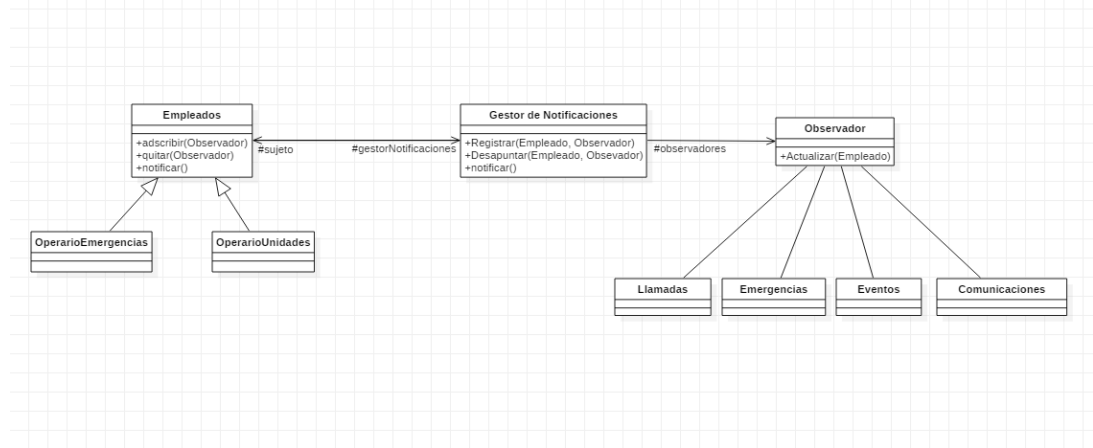 Empleados
+adscribir(Observador)
+quitar(Observador)
+notificar()
#sujeto
#gestorNotificaciones
Gestor de Notificaciones
+Registrar(Empleado, Observador)
+Desapuntar(Empleado, Obsevador)
+notificar()
#observadores
Observador
+Actualizar(Empleado)
OperarioEmergencias
OperarioUnidades
Llamadas
Emergencias
Eventos
Comunicaciones